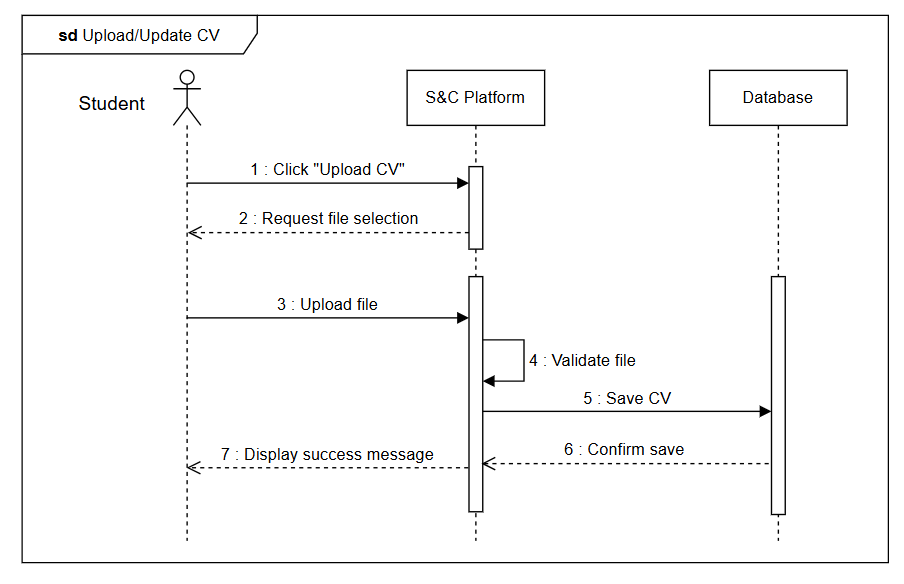 sd Upload/Update CV
Student
S&C Platform
Database
1 : Click "Upload CV"
2 : Request file selection
3 : Upload file
4 : Validate file
5 : Save CV
6 : Confirm save
7 : Display success message